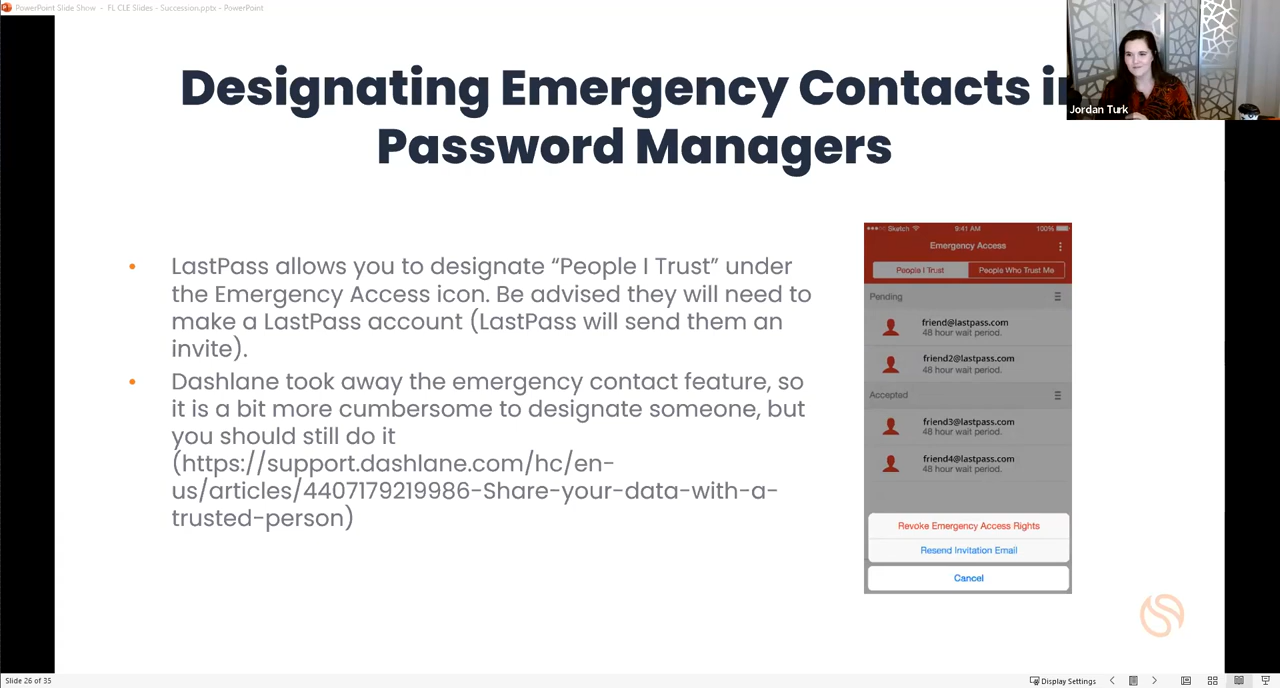 PowerPoint Slide Show - FL CLE Slides - Succession.pptx - PowerPoint
Designating Emergency Contacts in
Password Managers
Jordan Turk
• LastPass allows you to designate “People I Trust” under
the Emergency Access icon. Be advised they will need to
make a LastPass account (LastPass will send them an
invite).
• Dashlane took away the emergency contact feature, so
it is a bit more cumbersome to designate someone, but
you should still do it
(https://support.dashlane.com/hc/en-
us/articles/4407179219986-Share-your-data-with-a-
trusted-person)
Sketch 9:41 AM 100%
Emergency Access
People I Trust People Who Trust Me
Pending
friend@lastpass.com
48 hour wait period.
friend2@lastpass.com
48 hour wait period.
Accepted
friend3@lastpass.com
48 hour wait period.
friend4@lastpass.com
48 hour wait period.
Revoke Emergency Access Rights
Resend Invitation Email
Cancel
Slide 26 of 35 Display Settings